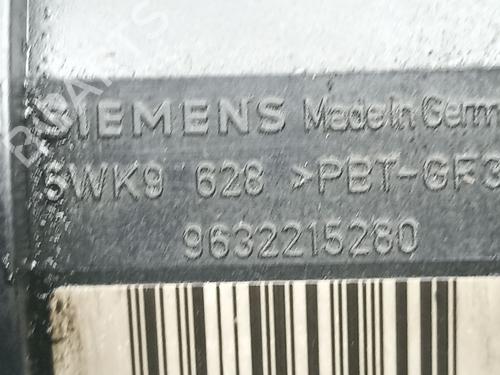 SIEMENS Made in Germ
5WK9 628 >PBT-GF3
9632215280